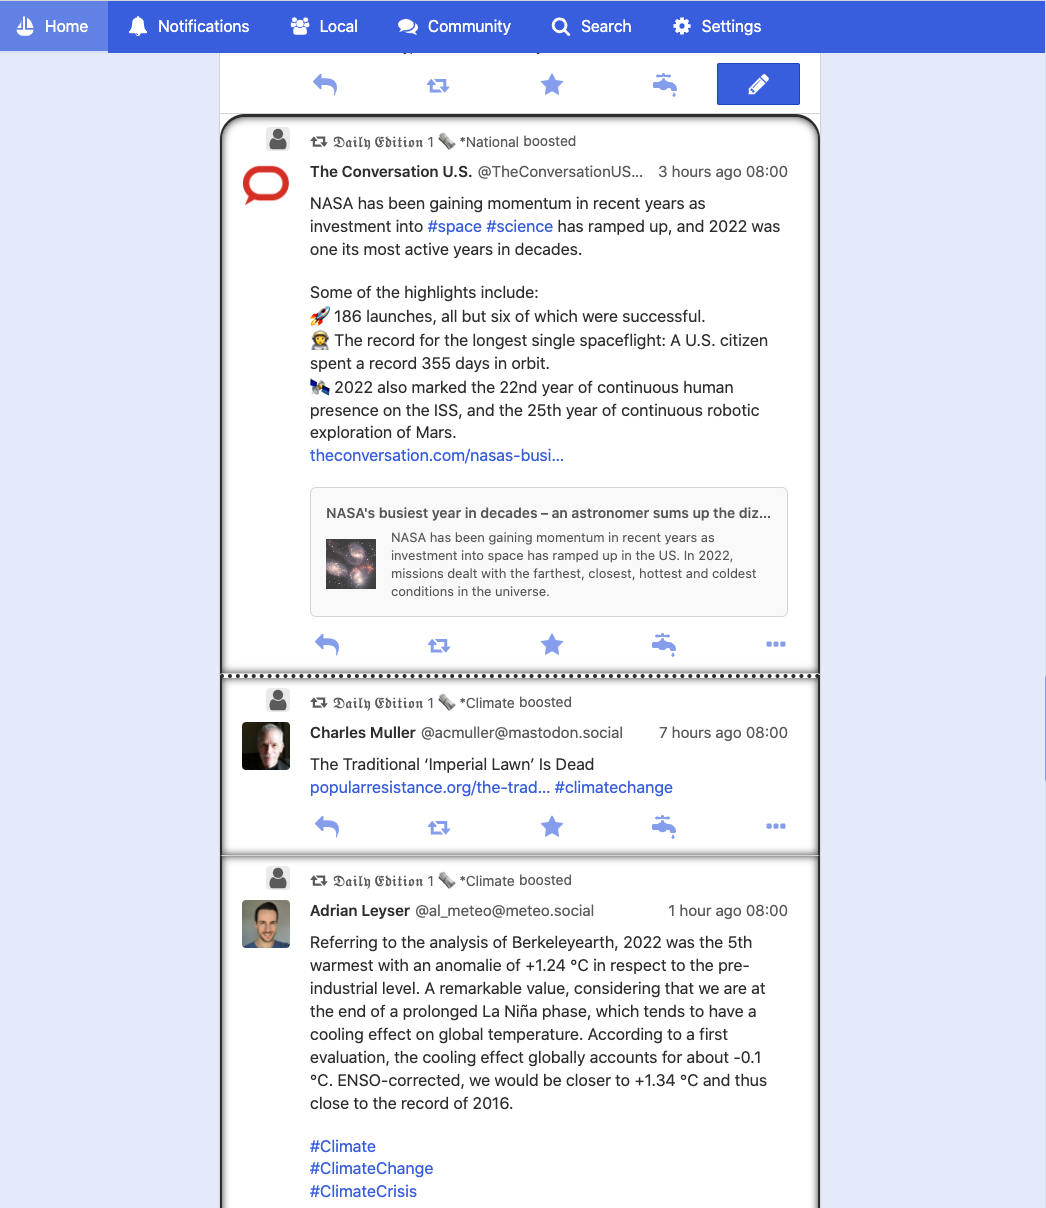 Home Notifications Local Community Search Settings
𝔇𝔞𝔦𝔩𝔶 𝔈𝔡𝔦𝔱𝔦𝔬𝔫 1 🗞️ *National boosted
The Conversation U.S. @TheConversationUS... 3 hours ago 08:00
NASA has been gaining momentum in recent years as
investment into #space #science has ramped up, and 2022 was
one its most active years in decades.
Some of the highlights include:
🚀 186 launches, all but six of which were successful.
🧑‍🚀 The record for the longest single spaceflight: A U.S. citizen
spent a record 355 days in orbit.
🛰️ 2022 also marked the 22nd year of continuous human
presence on the ISS, and the 25th year of continuous robotic
exploration of Mars.
theconversation.com/nasas-busi...
NASA's busiest year in decades – an astronomer sums up the diz...
NASA has been gaining momentum in recent years as
investment into space has ramped up in the US. In 2022,
missions dealt with the farthest, closest, hottest and coldest
conditions in the universe.
𝔇𝔞𝔦𝔩𝔶 𝔈𝔡𝔦𝔱𝔦𝔬𝔫 1 🗞️ *Climate boosted
Charles Muller @acmuller@mastodon.social 7 hours ago 08:00
The Traditional ‘Imperial Lawn’ Is Dead
popularresistance.org/the-trad... #climatechange
𝔇𝔞𝔦𝔩𝔶 𝔈𝔡𝔦𝔱𝔦𝔬𝔫 1 🗞️ *Climate boosted
Adrian Leyser @al_meteo@meteo.social 1 hour ago 08:00
Referring to the analysis of Berkeleyearth, 2022 was the 5th
warmest with an anomalie of +1.24 °C in respect to the pre-
industrial level. A remarkable value, considering that we are at
the end of a prolonged La Niña phase, which tends to have a
cooling effect on global temperature. According to a first
evaluation, the cooling effect globally accounts for about -0.1
°C. ENSO-corrected, we would be closer to +1.34 °C and thus
close to the record of 2016.
#Climate
#ClimateChange
#ClimateCrisis